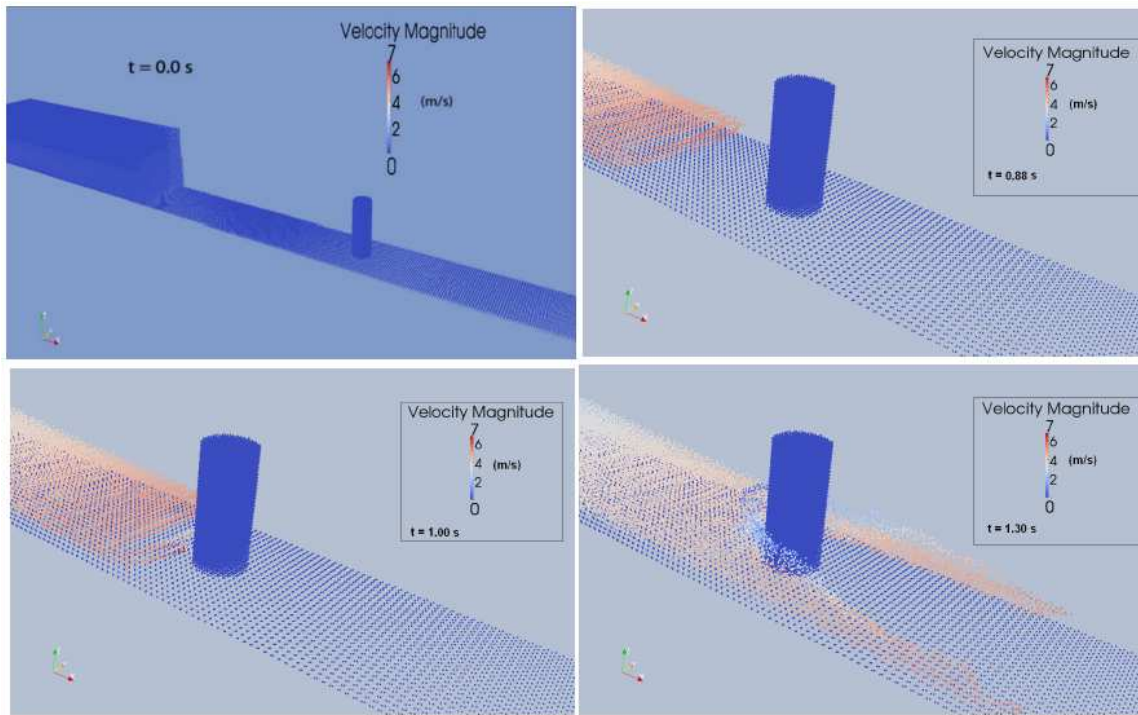 Velocity Magnitude
t = 0.0 s
7
6
4
(m/s)
2
0
Velocity Magnitude
7
6
(m/s)
4
2
0
t = 0.88 s
Velocity Magnitude
7
6
4
(m/s)
2
0
t = 1.00 s
Velocity Magnitude
7
6
4
(m/s)
2
0
t = 1.30 s